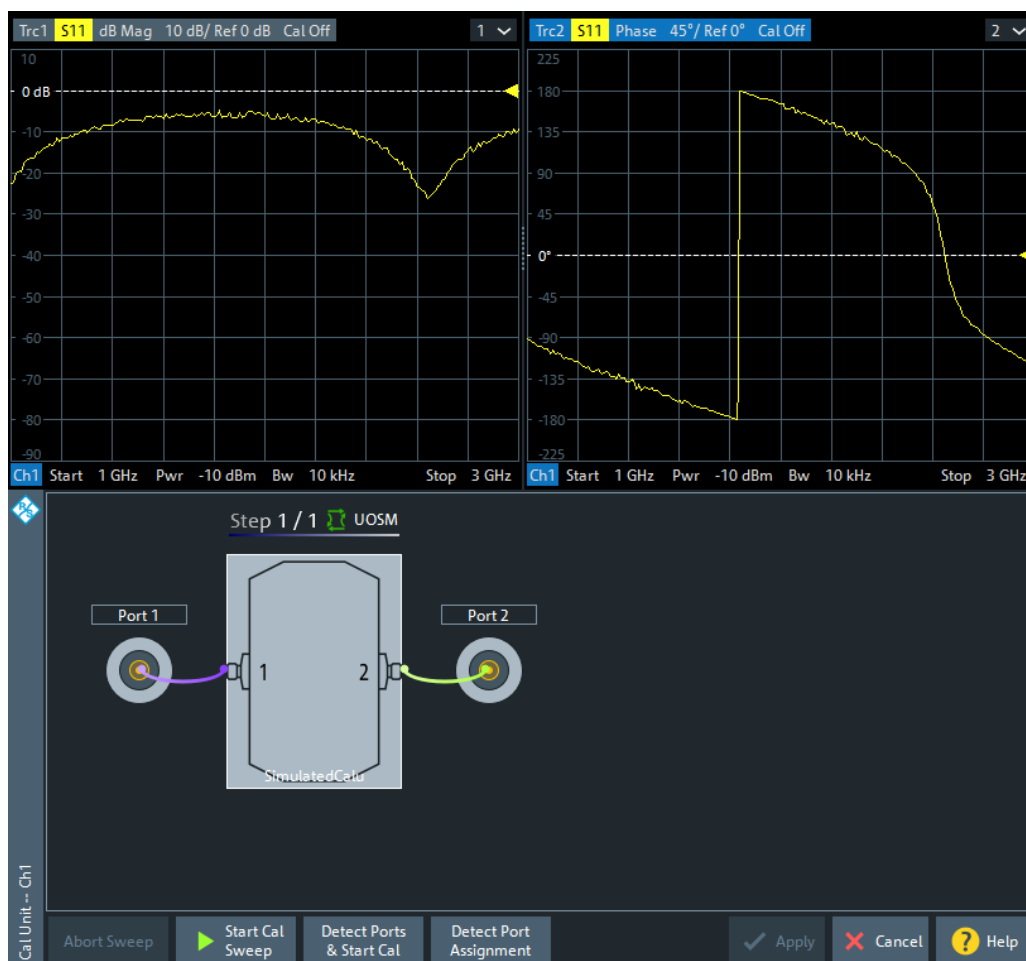 Trc1 S11 dB Mag 10 dB/ Ref 0 dB Cal Off 1
10
0 dB
-10
-20
-30
-40
-50
-60
-70
-80
-90
Ch1 Start 1 GHz Pwr -10 dBm Bw 10 kHz Stop 3 GHz
Trc2 S11 Phase 45°/ Ref 0° Cal Off 2
225
180
135
90
45
0°
-45
-90
-135
-180
-225
Ch1 Start 1 GHz Pwr -10 dBm Bw 10 kHz Stop 3 GHz
R&S
Step 1 / 1 UOSM
Port 1
1
2
Port 2
SimulatedCalu
Cal Unit -- Ch1
Abort Sweep
Start Cal
Sweep
Detect Ports
& Start Cal
Detect Port
Assignment
Apply
Cancel
? Help